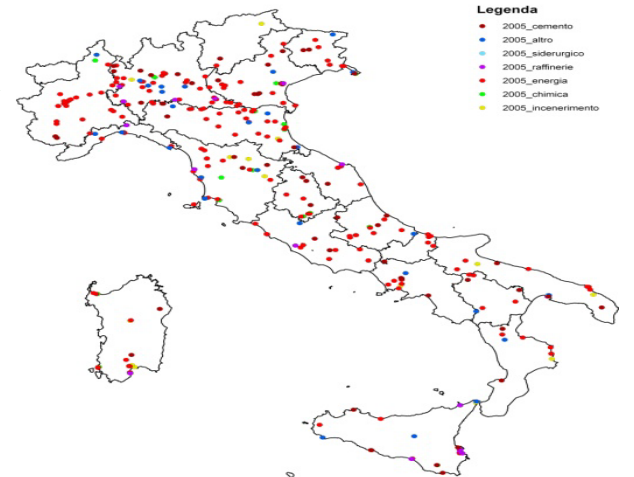 Legenda
2005_cemento
2005_altro
2005_siderurgico
2005_raffinerie
2005_energia
2005_chimica
2005_incenerimento